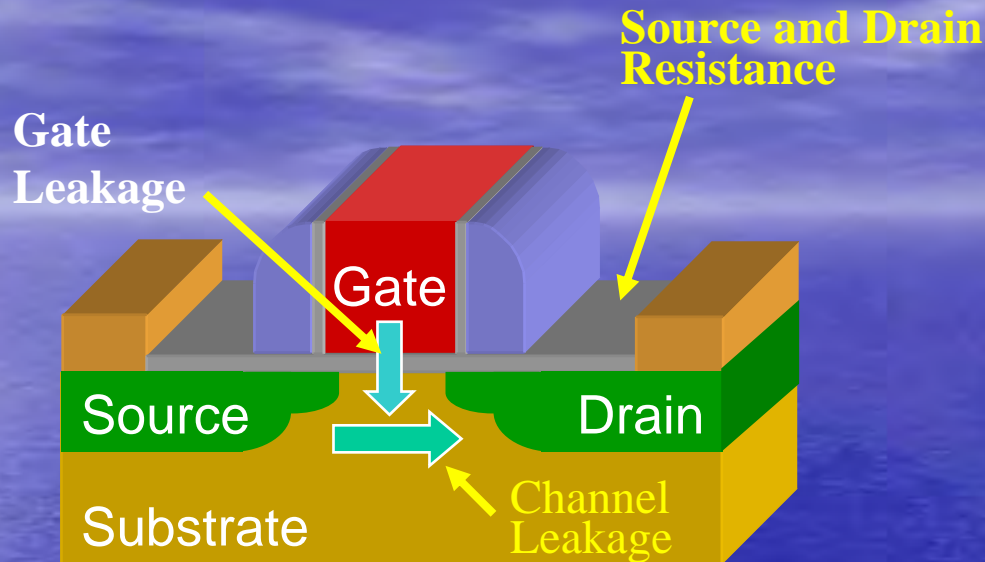 Source and Drain
Resistance
Gate
Leakage
Gate
Source
Drain
Channel
Leakage
Substrate